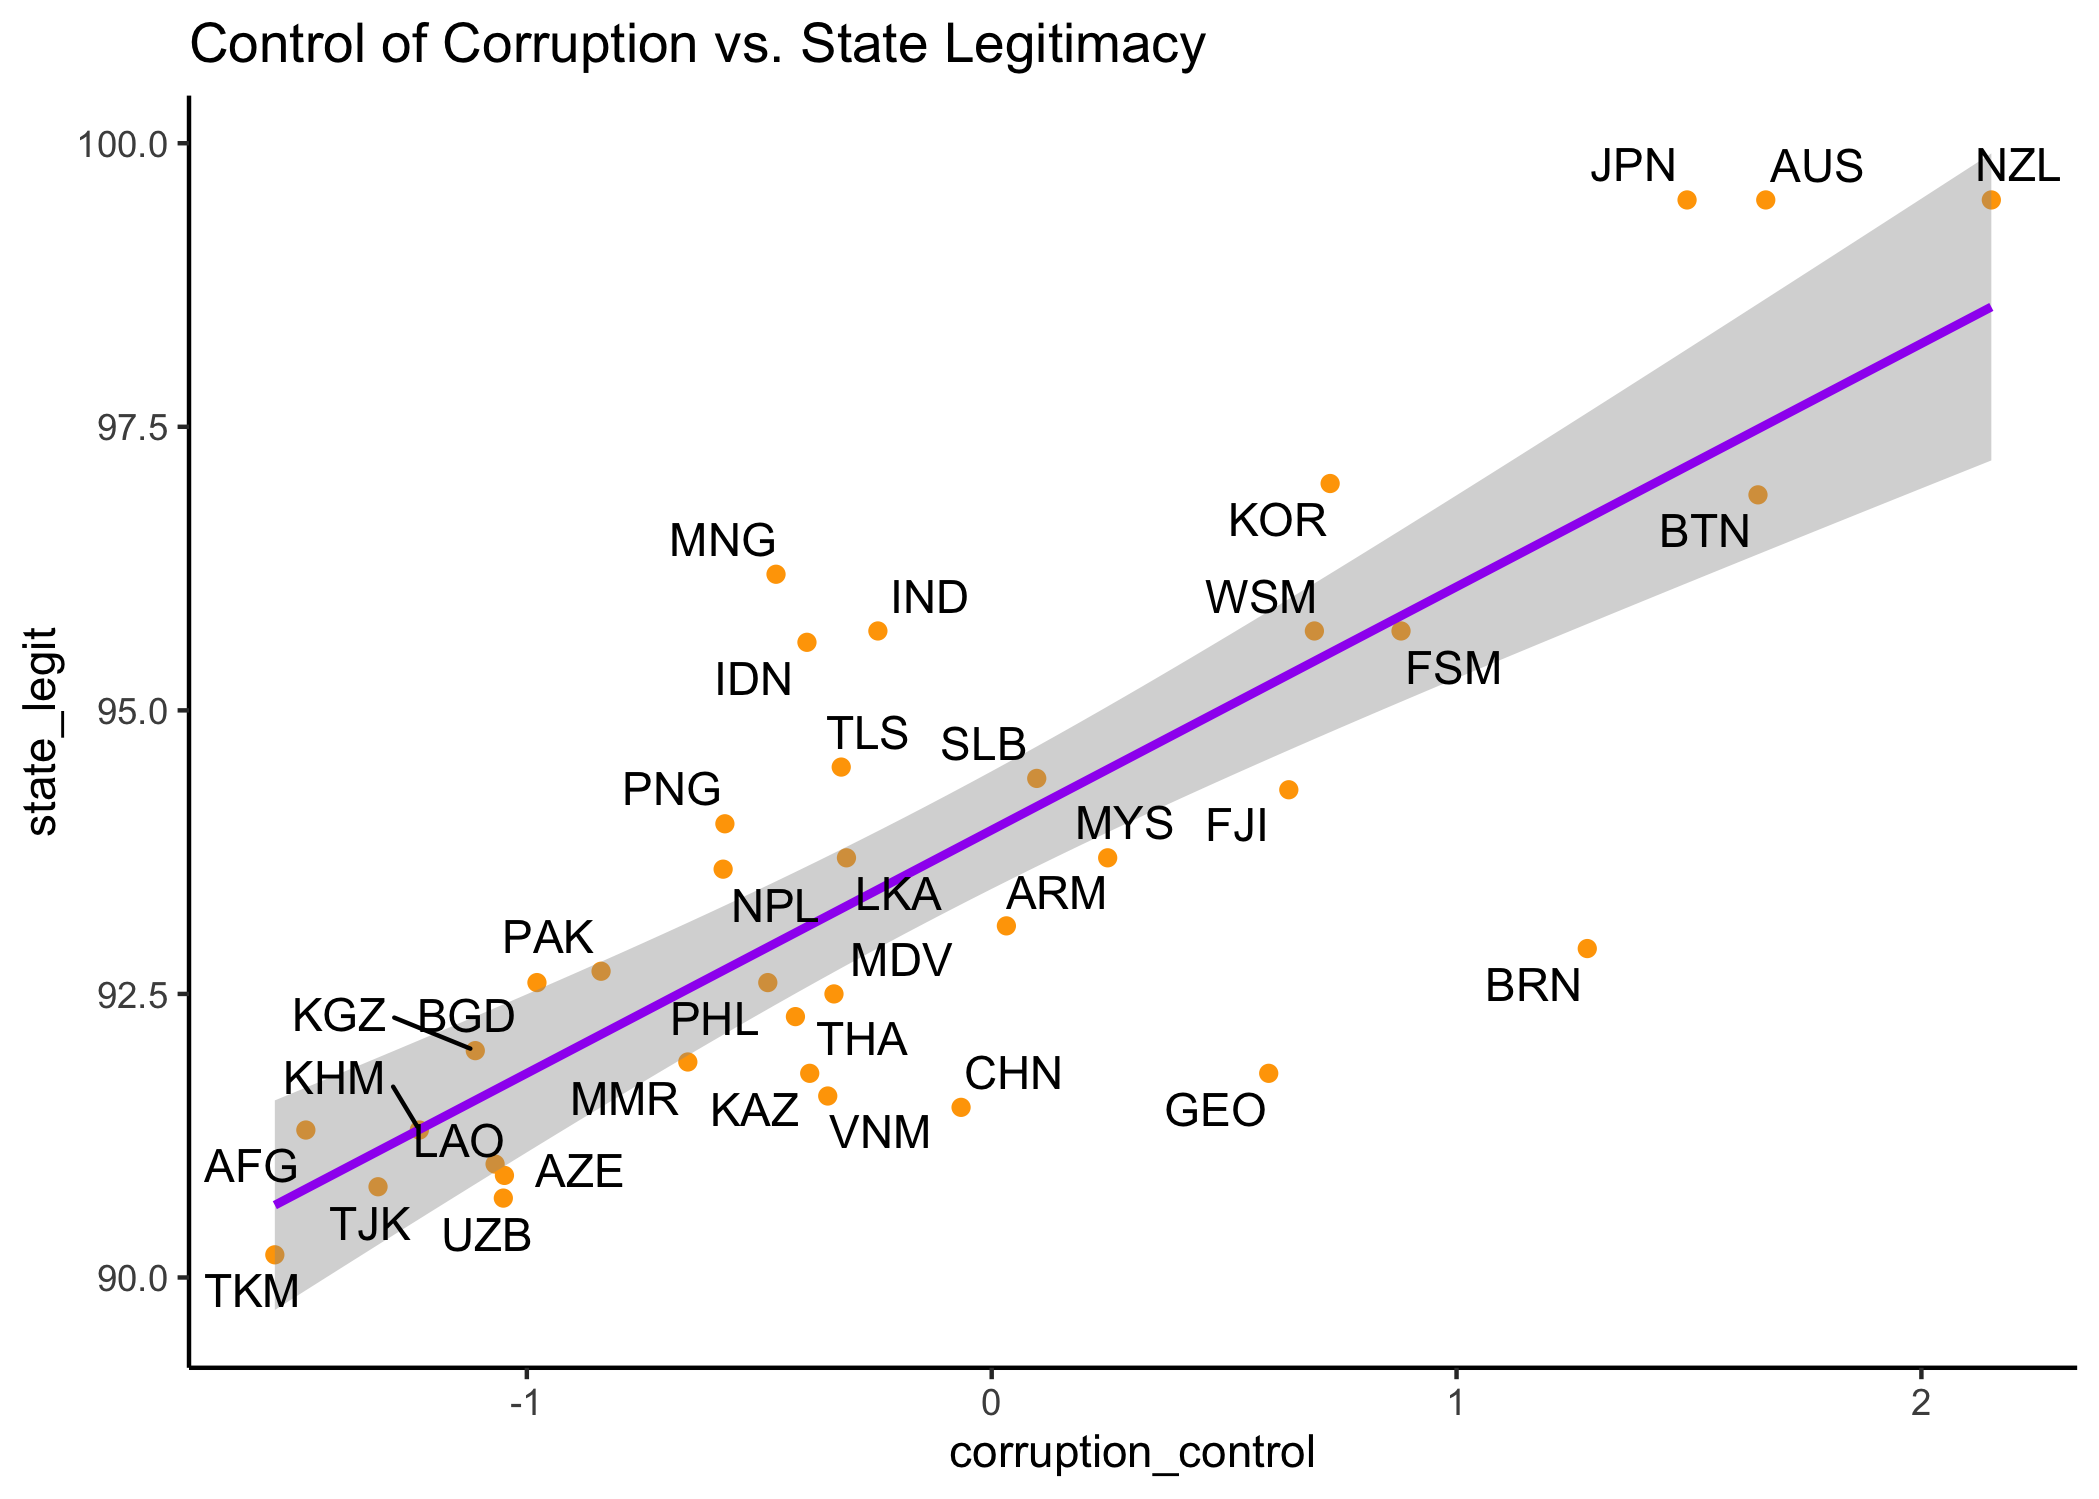 Control of Corruption vs. State Legitimacy
100.0
97.5
95.0
92.5
90.0
state_legit
JPN
AUS
NZL
KOR
BTN
MNG
IND
WSM
IDN
FSM
TLS
SLB
PNG
MYS
FJI
NPL
LKA
ARM
PAK
MDV
BRN
KGZ
BGD
PHL
THA
KHM
CHN
MMR
KAZ
GEO
VNM
LAO
AFG
AZE
TJK
UZB
TKM
-1
0
1
2
corruption_control